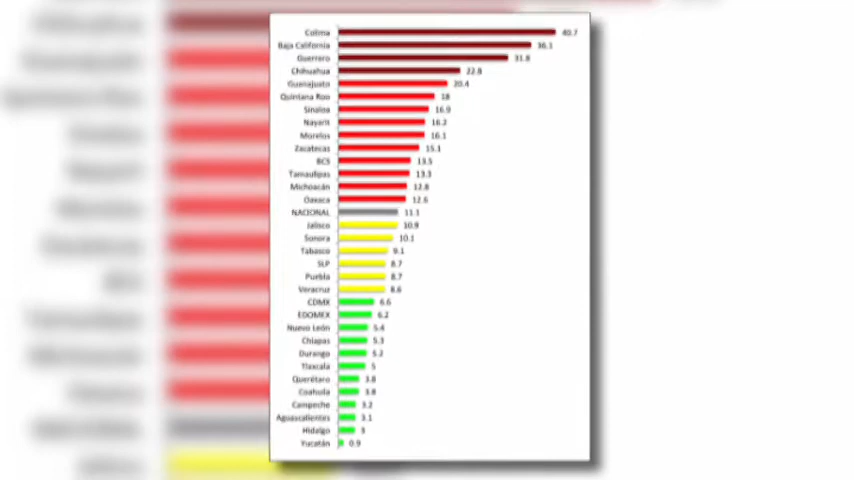 Colima 40.7
Baja California 36.1
Guerrero 31.8
Chihuahua 22.8
Guanajuato 20.4
Quintana Roo 18
Sinaloa 16.9
Nayarit 16.2
Morelos 16.1
Zacatecas 15.1
BCS 13.5
Tamaulipas 13.3
Michoacán 12.8
Oaxaca 12.6
NACIONAL 11.1
Jalisco 10.9
Sonora 10.1
Tabasco 9.1
SLP 8.7
Puebla 8.7
Veracruz 8.6
CDMX 6.6
EDOMEX 6.2
Nuevo León 5.4
Chiapas 5.3
Durango 5.2
Tlaxcala 5
Querétaro 3.8
Coahuila 3.8
Campeche 3.2
Aguascalientes 3.1
Hidalgo 3
Yucatán 0.9